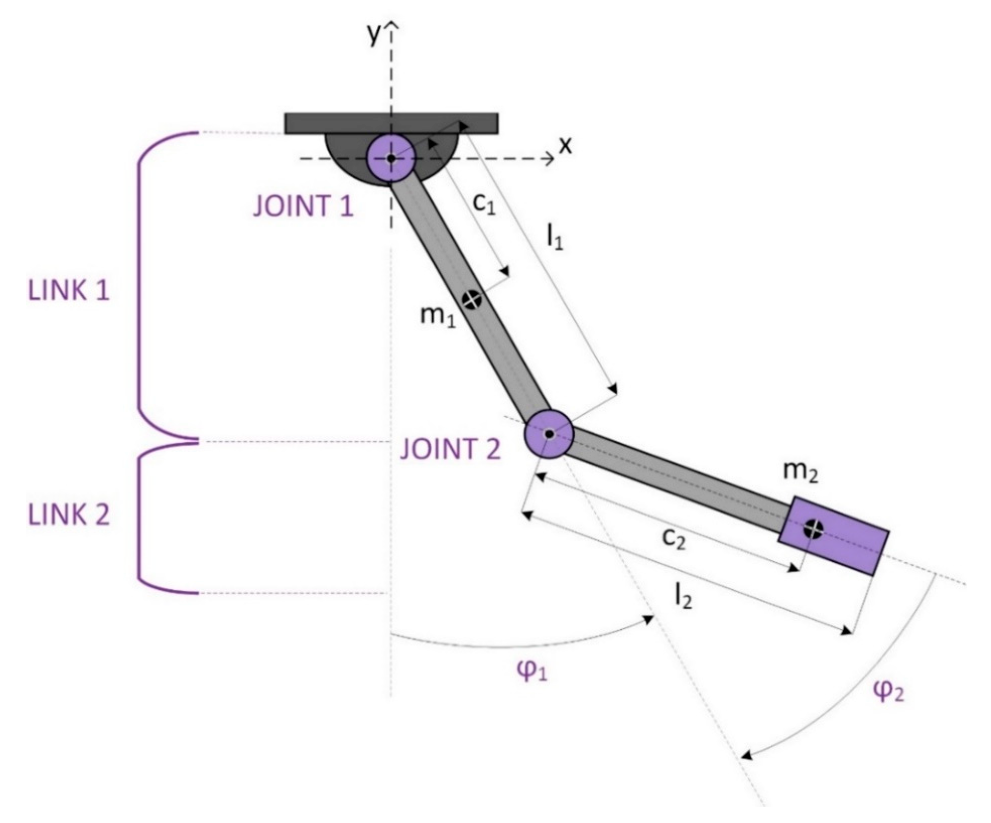 y
x
JOINT 1
c₁
l₁
LINK 1
m₁
JOINT 2
m₂
LINK 2
c₂
l₂
φ₁
φ₂